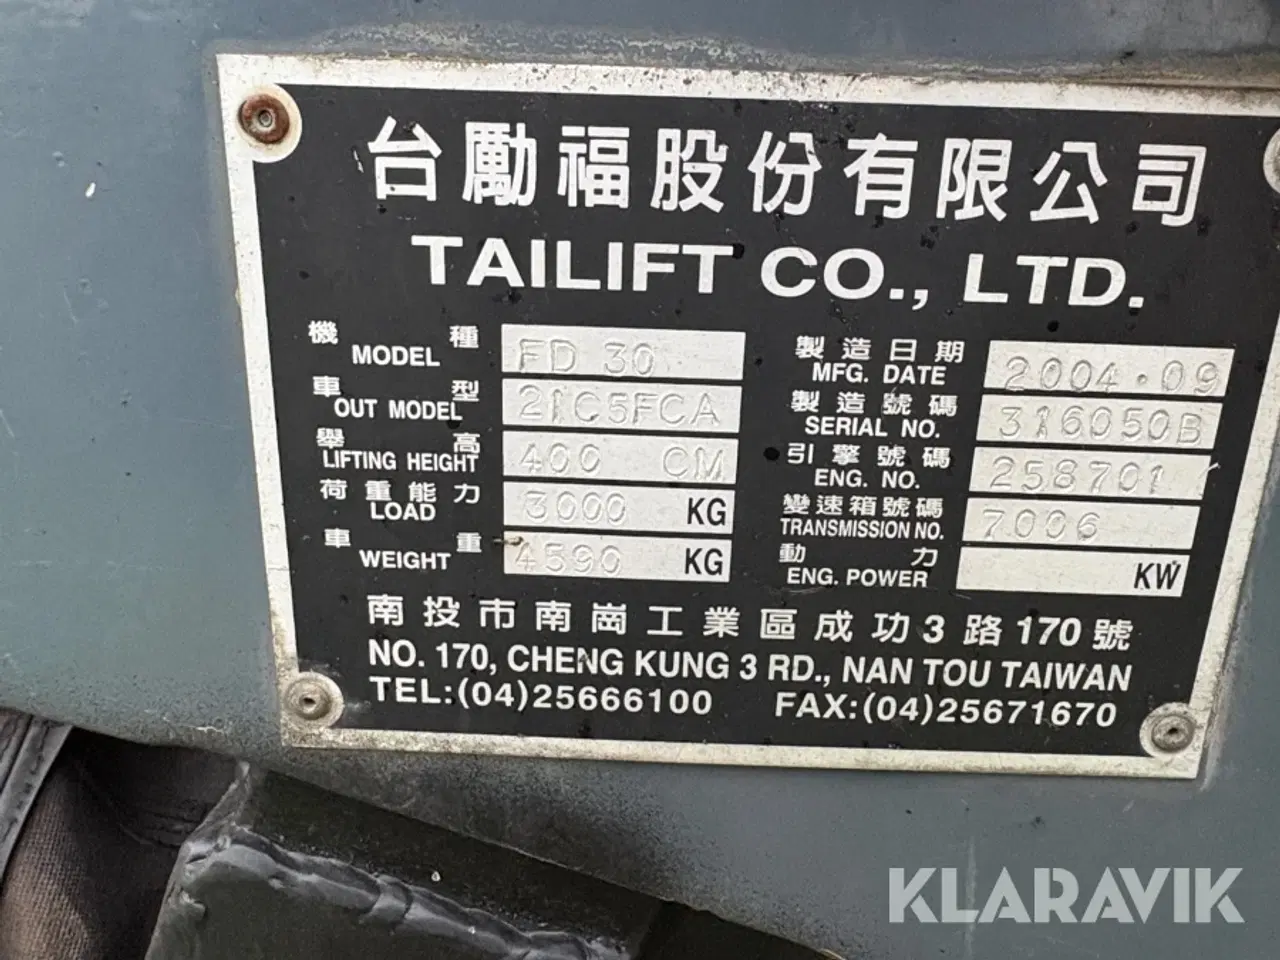 台勵福股份有限公司
TAILIFT CO., LTD.
機種 MODEL FD 30
車型 OUT MODEL 21C5FCA
舉高 LIFTING HEIGHT 400 CM
荷重能力 LOAD 3000 KG
車重 WEIGHT 4590 KG
製造日期 MFG. DATE 2004.09
製造號碼 SERIAL NO. 316050B
引擎號碼 ENG. NO. 258701
變速箱號碼 TRANSMISSION NO. 7006
動力 ENG. POWER KW
南投市南崗工業區成功3路170號
NO. 170, CHENG KUNG 3 RD., NAN TOU TAIWAN
TEL:(04)25666100 FAX:(04)25671670
KLARAVIK